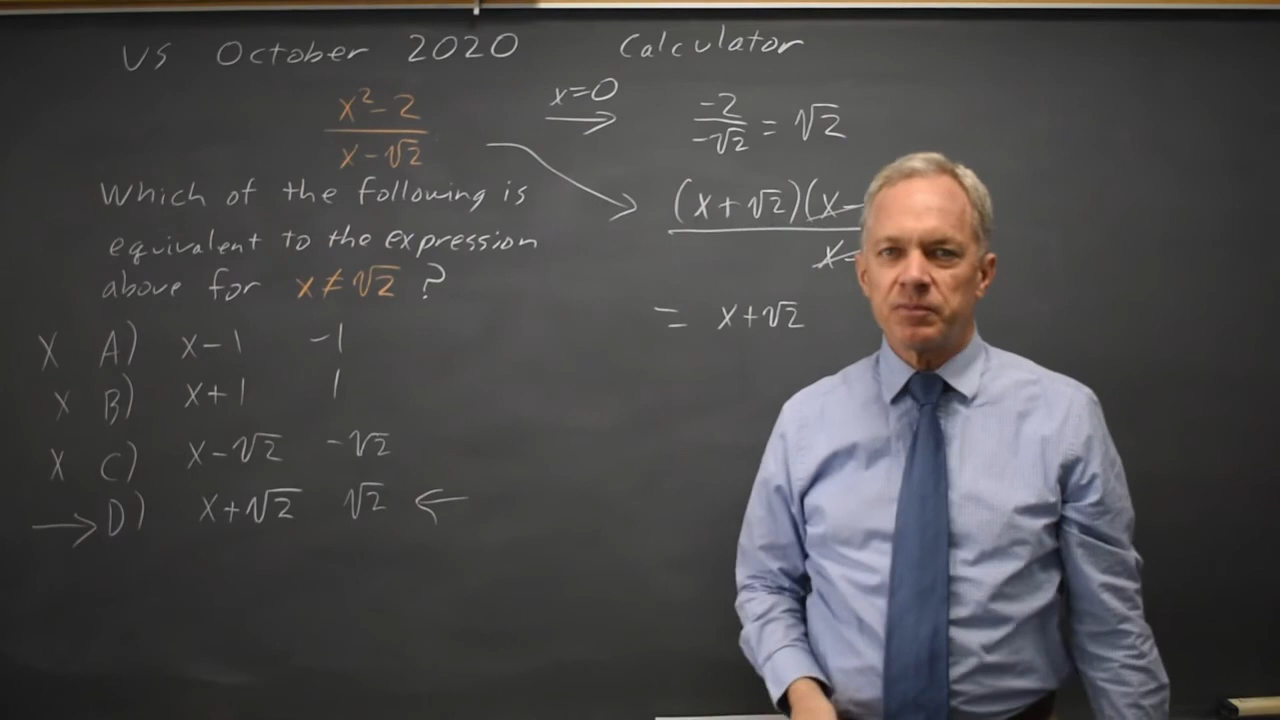 US October 2020 Calculator
x²-2
x-√2
x=0
-2
-√2
= √2
Which of the following is
equivalent to the expression
above for x≠√2 ?
(x+√2)(x-
x-
= x+√2
X A) x-1 -1
X B) x+1 1
X C) x-√2 -√2
→ D) x+√2 √2 ←